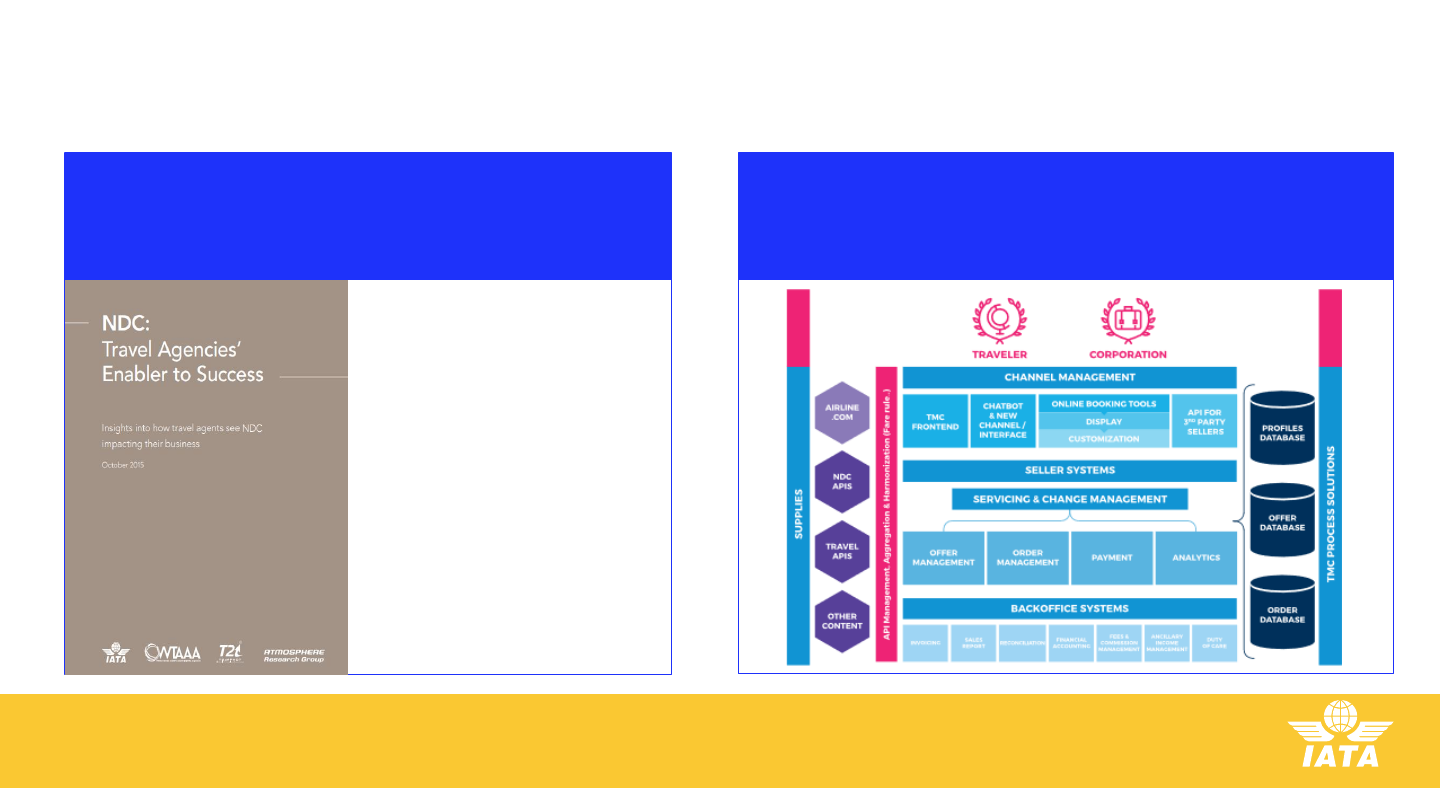 NDC:
Travel Agencies’
Enabler to Success
Insights into how travel agents see NDC
impacting their business
October 2015
IATA
WTAAA
T2i
ATMOSPHERE
Research Group
TRAVELER
CORPORATION
SUPPLIES
AIRLINE
.COM
NDC
APIS
TRAVEL
APIS
OTHER
CONTENT
API Management, Aggregation & Harmonization (Fare rule..)
CHANNEL MANAGEMENT
TMC
FRONTEND
CHATBOT
& NEW
CHANNEL /
INTERFACE
ONLINE BOOKING TOOLS
DISPLAY
CUSTOMIZATION
API FOR
3RD PARTY
SELLERS
SELLER SYSTEMS
SERVICING & CHANGE MANAGEMENT
OFFER
MANAGEMENT
ORDER
MANAGEMENT
PAYMENT
ANALYTICS
BACKOFFICE SYSTEMS
INVOICING
SALES
REPORT
RECONCILIATION
FINANCIAL
ACCOUNTING
FEES &
COMMISSION
MANAGEMENT
ANCILLARY
INCOME
MANAGEMENT
DUTY
OF CARE
PROFILES
DATABASE
OFFER
DATABASE
ORDER
DATABASE
TMC PROCESS SOLUTIONS
IATA